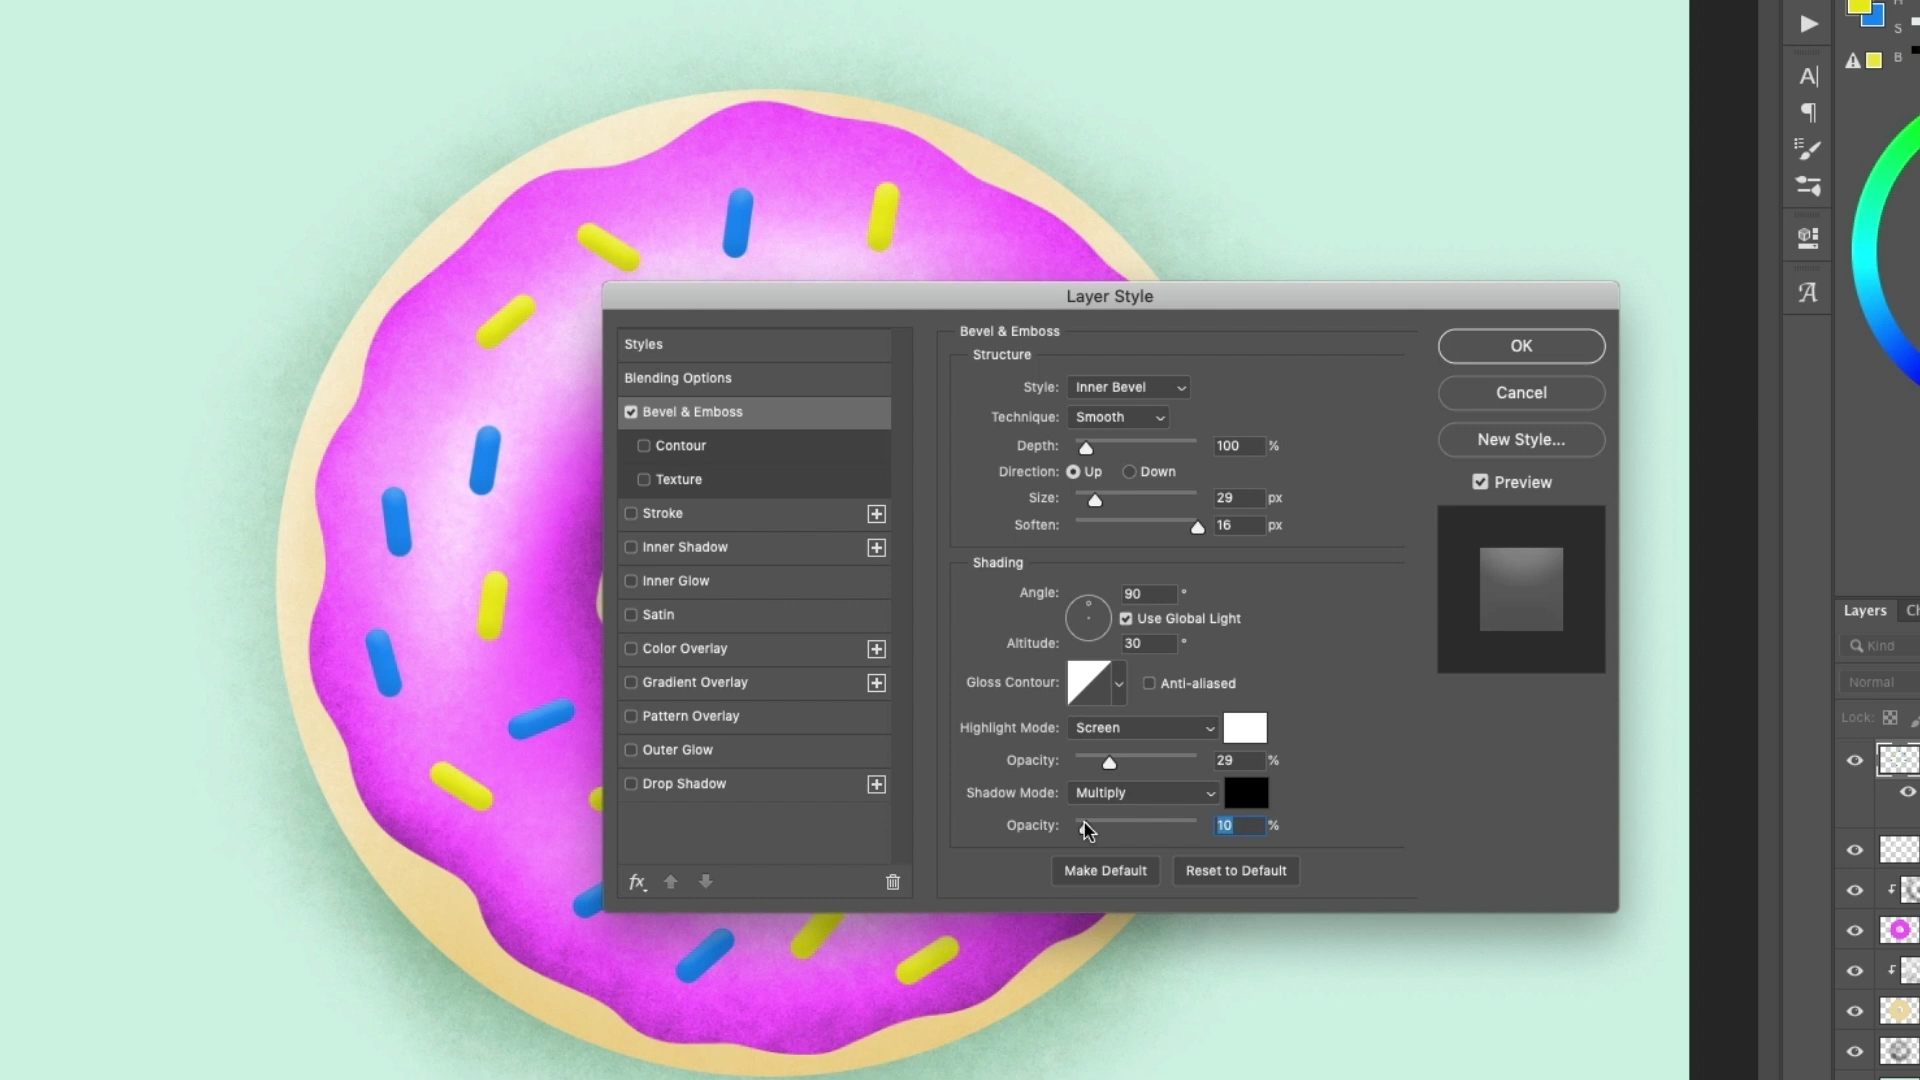 H
S
B
A|
¶
A
Layer Style
Styles
Blending Options
Bevel & Emboss
Contour
Texture
Stroke
Inner Shadow
Inner Glow
Satin
Color Overlay
Gradient Overlay
Pattern Overlay
Outer Glow
Drop Shadow
fx
Bevel & Emboss
Structure
Style: Inner Bevel
Technique: Smooth
Depth: 100 %
Direction: Up Down
Size: 29 px
Soften: 16 px
Shading
Angle: 90 °
Use Global Light
Altitude: 30 °
Gloss Contour: Anti-aliased
Highlight Mode: Screen
Opacity: 29 %
Shadow Mode: Multiply
Opacity: 10 %
Make Default Reset to Default
OK
Cancel
New Style...
Preview
Layers
Kind
Normal
Lock: